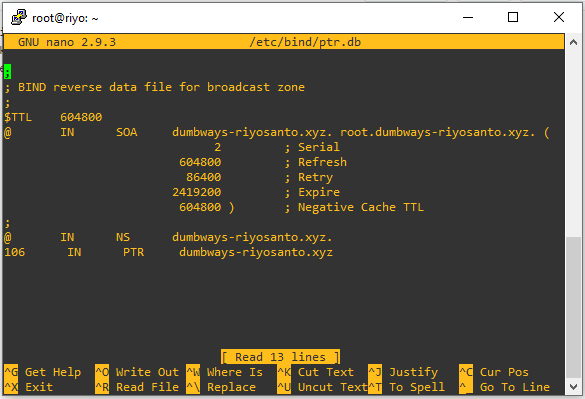 root@riyo: ~
GNU nano 2.9.3 /etc/bind/ptr.db
;
; BIND reverse data file for broadcast zone
;
$TTL 604800
@ IN SOA dumbways-riyosanto.xyz. root.dumbways-riyosanto.xyz. (
2 ; Serial
604800 ; Refresh
86400 ; Retry
2419200 ; Expire
604800 ) ; Negative Cache TTL
;
@ IN NS dumbways-riyosanto.xyz.
106 IN PTR dumbways-riyosanto.xyz
[ Read 13 lines ]
^G Get Help ^O Write Out ^W Where Is ^K Cut Text ^J Justify ^C Cur Pos
^X Exit ^R Read File ^\ Replace ^U Uncut Text ^T To Spell ^_ Go To Line